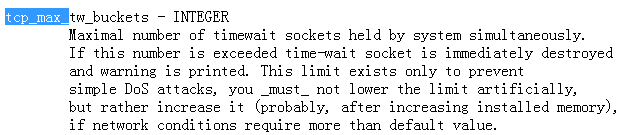 tcp_max_tw_buckets - INTEGER
Maximal number of timewait sockets held by system simultaneously.
If this number is exceeded time-wait socket is immediately destroyed
and warning is printed. This limit exists only to prevent
simple DoS attacks, you _must_ not lower the limit artificially,
but rather increase it (probably, after increasing installed memory),
if network conditions require more than default value.